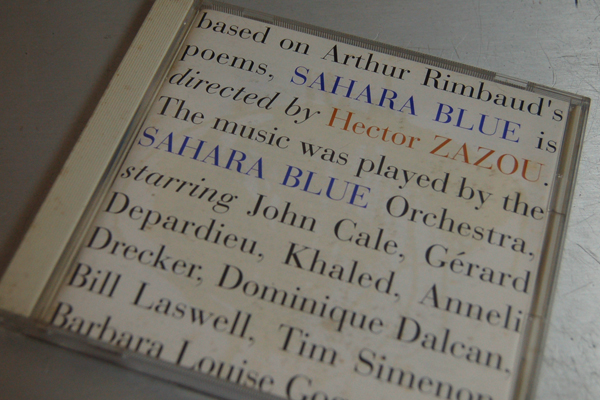 based on Arthur Rimbaud's
poems, SAHARA BLUE is
directed by Hector ZAZOU.
The music was played by the
SAHARA BLUE Orchestra,
starring John Cale, Gérard
Depardieu, Khaled, Anneli
Drecker, Dominique Dalcan,
Bill Laswell, Tim Simenon
Barbara Louise